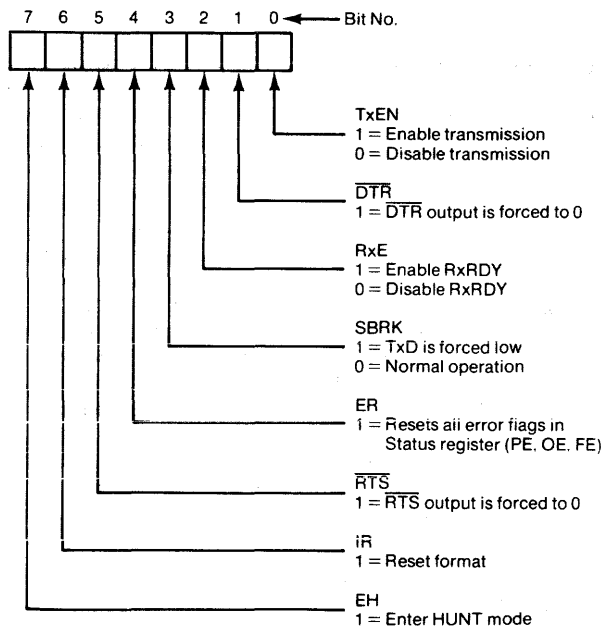 7 6 5 4 3 2 1 0 Bit No.
TxEN
1 = Enable transmission
0 = Disable transmission
DTR
1 = DTR output is forced to 0
RxE
1 = Enable RxRDY
0 = Disable RxRDY
SBRK
1 = TxD is forced low
0 = Normal operation
ER
1 = Resets all error flags in
Status register (PE, OE, FE)
RTS
1 = RTS output is forced to 0
IR
1 = Reset format
EH
1 = Enter HUNT mode